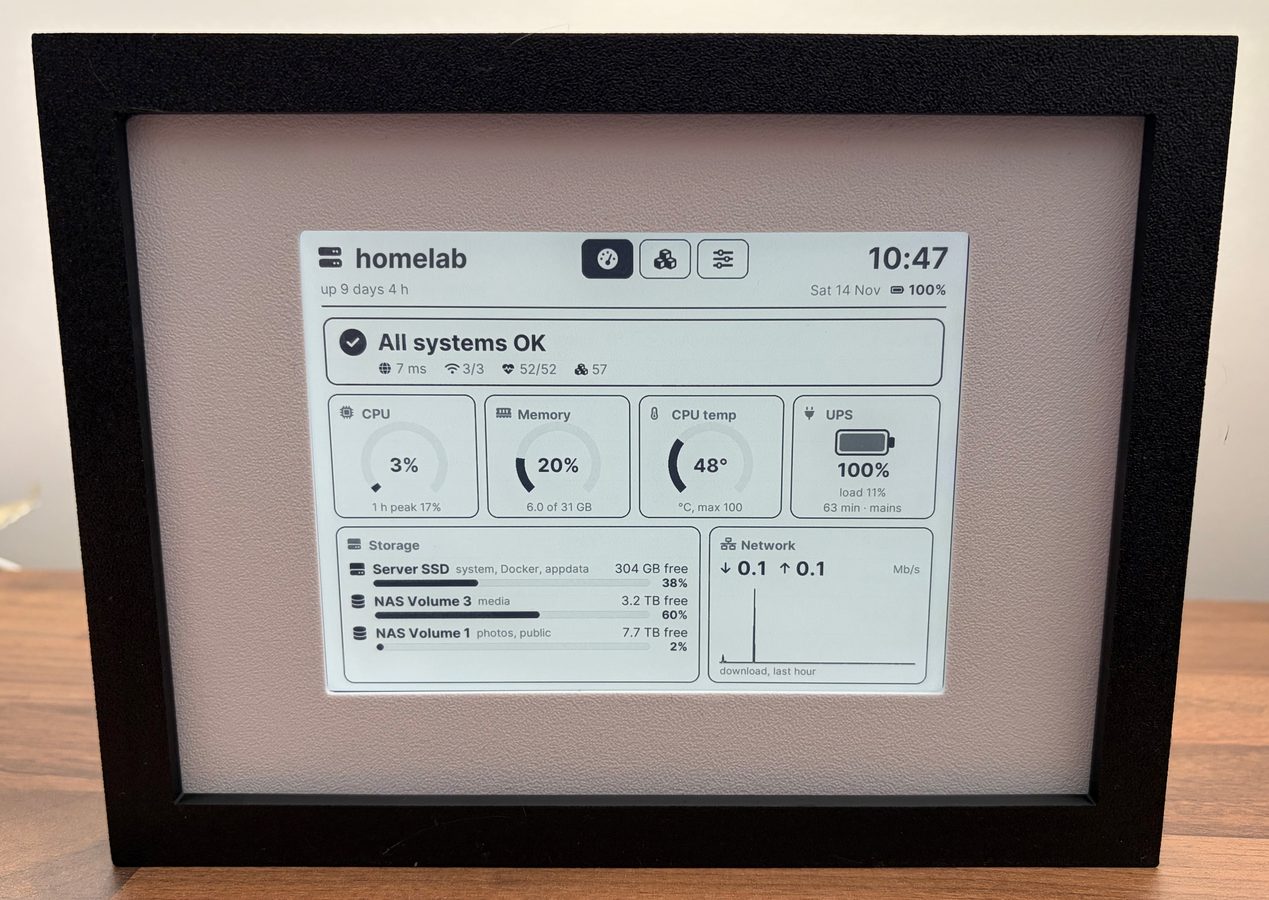 homelab
10:47
up 9 days 4 h
Sat 14 Nov 100%
All systems OK
7 ms 3/3 52/52 57
CPU
3%
1 h peak 17%
Memory
20%
6.0 of 31 GB
CPU temp
48°
°C, max 100
UPS
100%
load 11%
63 min · mains
Storage
Server SSD system, Docker, appdata 304 GB free
38%
NAS Volume 3 media 3.2 TB free
60%
NAS Volume 1 photos, public 7.7 TB free
2%
Network
↓ 0.1 ↑ 0.1 Mb/s
download, last hour